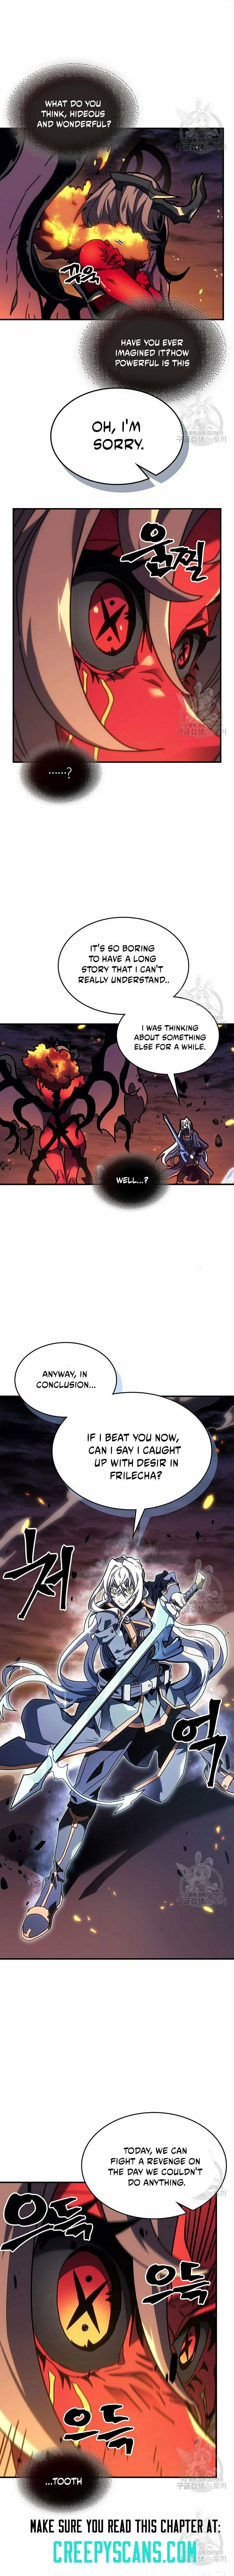 WHAT DO YOU
THINK, HIDEOUS
AND WONDERFUL?
HAVE YOU EVER
IMAGINED IT?HOW
POWERFUL IS THIS
OH, I'M
SORRY.
움찔
......?
IT'S SO BORING
TO HAVE A LONG
STORY THAT I CAN'T
REALLY UNDERSTAND..
I WAS THINKING
ABOUT SOMETHING
ELSE FOR A WHILE.
WELL...?
ANYWAY, IN
CONCLUSION...
IF I BEAT YOU NOW,
CAN I SAY I CAUGHT
UP WITH DESIR IN
FRILECHA?
저
억
TODAY, WE CAN
FIGHT A REVENGE ON
THE DAY WE COULDN'T
DO ANYTHING.
으득
으득
으득
...TOOTH
MAKE SURE YOU READ THIS CHAPTER AT:
CREEPYSCANS.COM